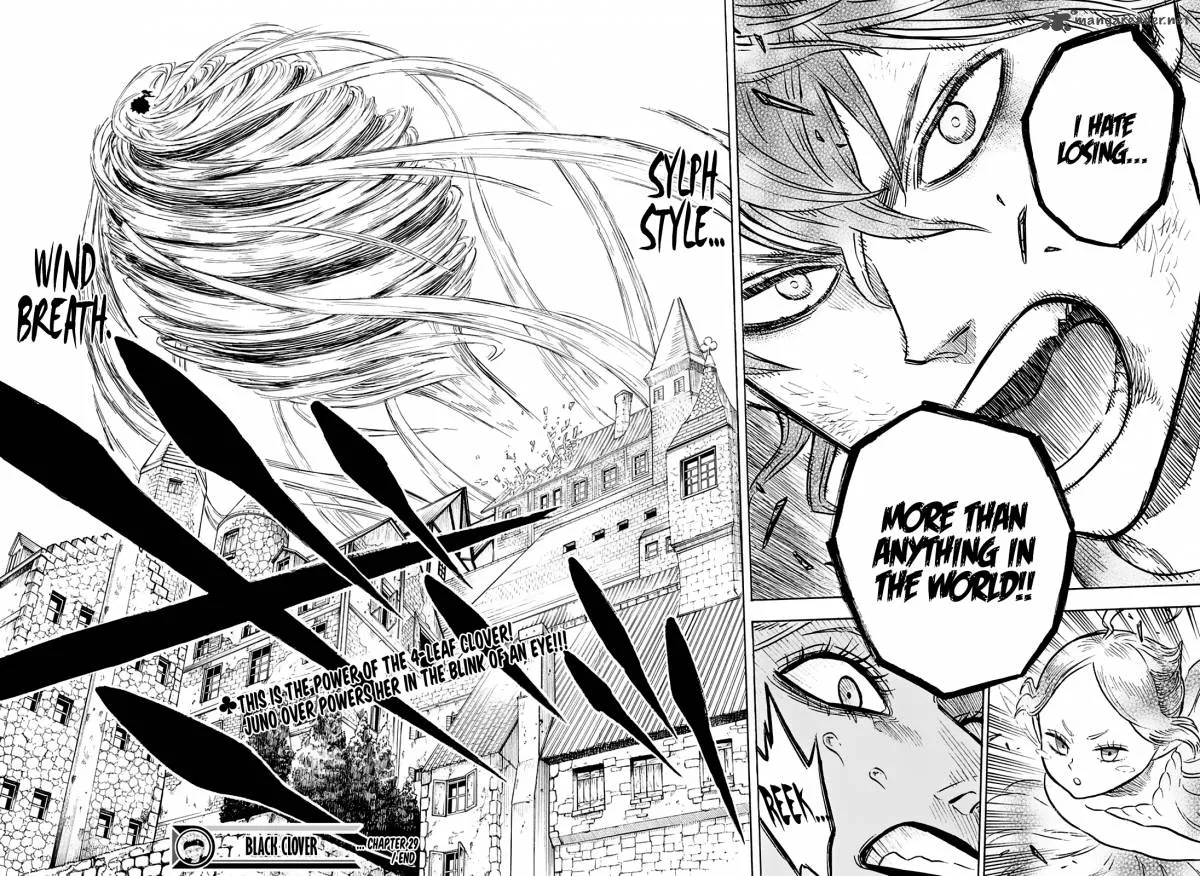 mangareader.net
I HATE
LOSING...
MORE THAN
ANYTHING IN
THE WORLD!!
REEK...
SYLPH
STYLE...
WIND
BREATH.
THIS IS THE POWER OF THE 4-LEAF CLOVER!
JUNO OVER POWERS HER IN THE BLINK OF AN EYE!!!
BLACK CLOVER
... CHAPTER 29
/ END